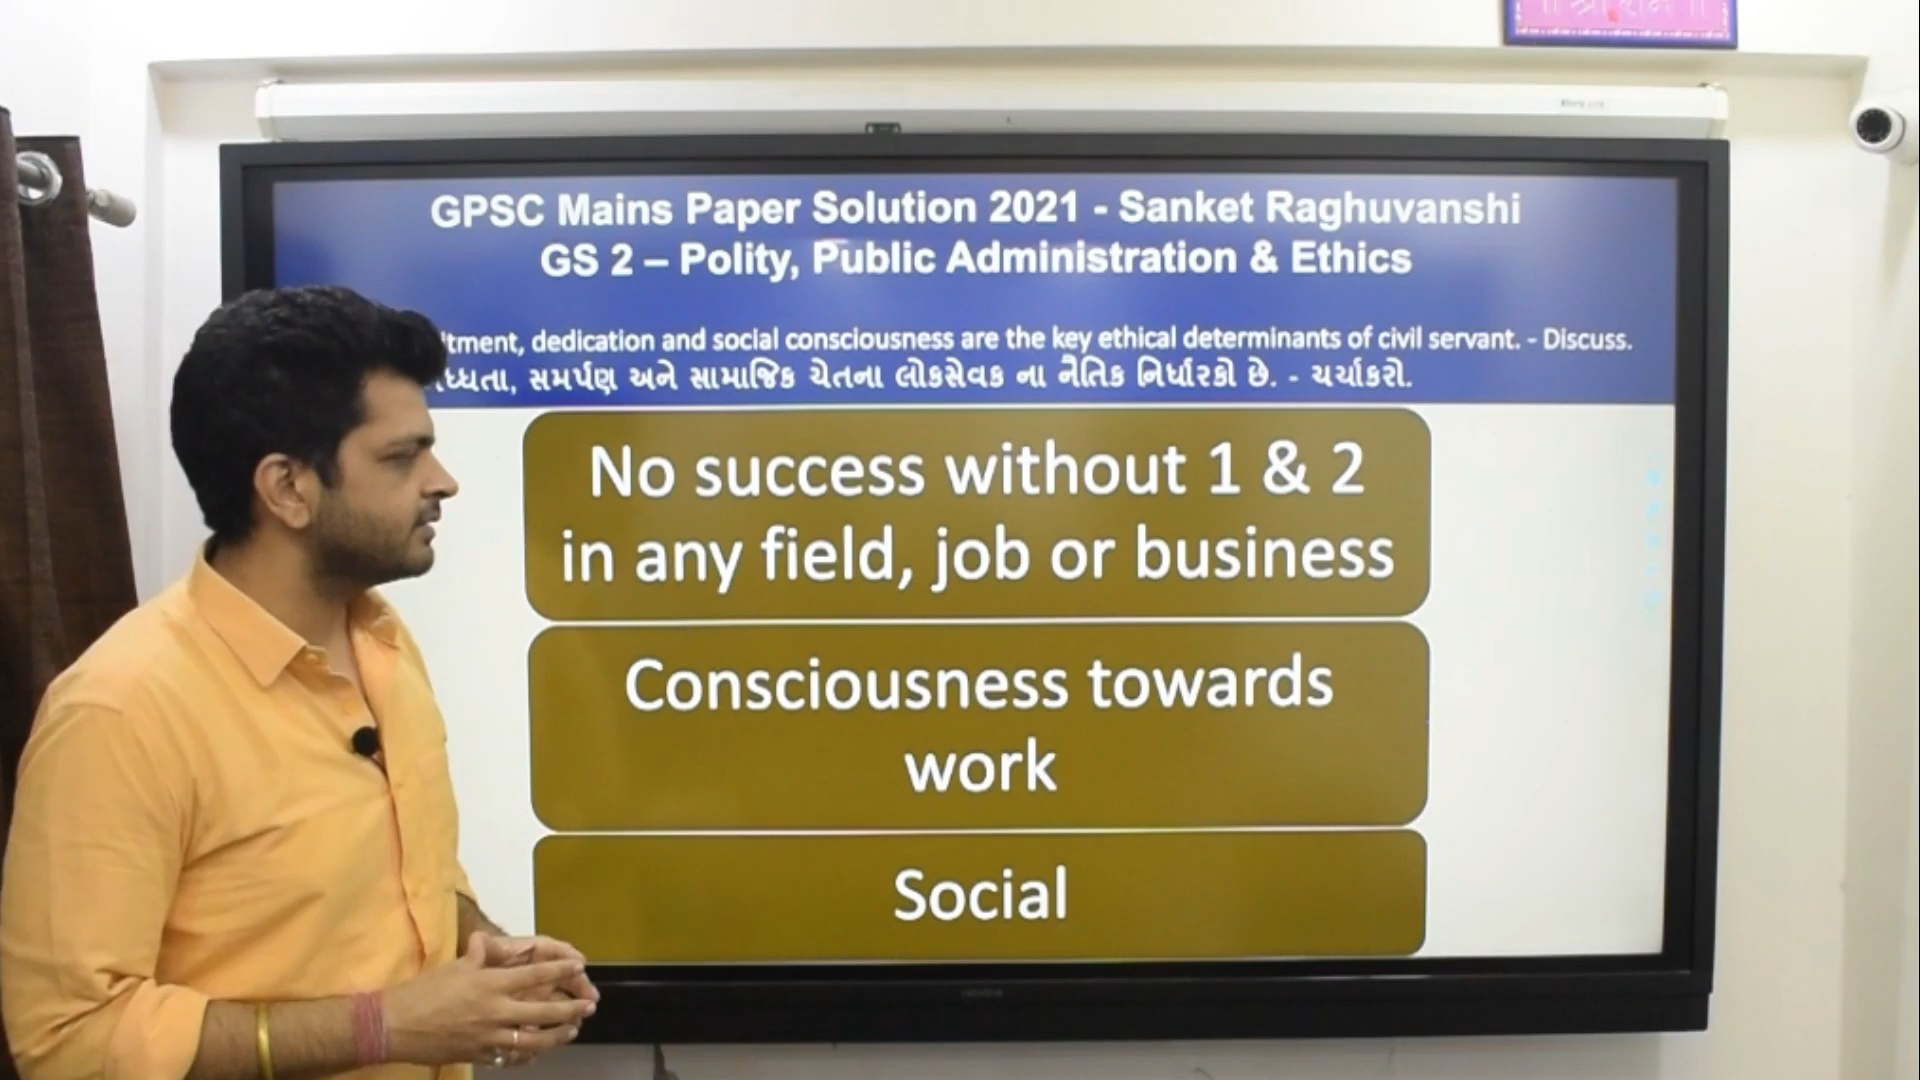 ॥ શ્રી રામ ॥
GPSC Mains Paper Solution 2021 - Sanket Raghuvanshi
GS 2 – Polity, Public Administration & Ethics
itment, dedication and social consciousness are the key ethical determinants of civil servant. - Discuss.
ધ્ધતા, સમર્પણ અને સામાજિક ચેતના લોકસેવક ના નૈતિક નિર્ધારકો છે. - ચર્ચાકરો.
No success without 1 & 2
in any field, job or business
Consciousness towards
work
Social